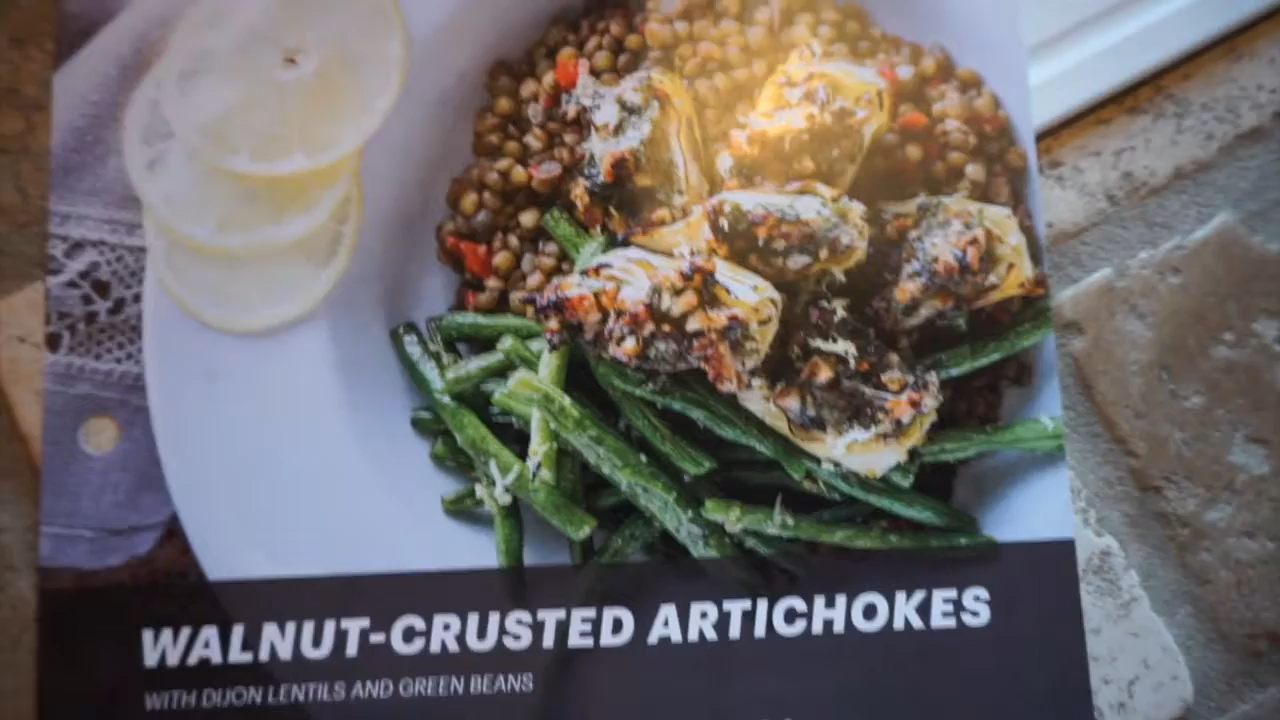 WALNUT-CRUSTED ARTICHOKES
WITH DIJON LENTILS AND GREEN BEANS